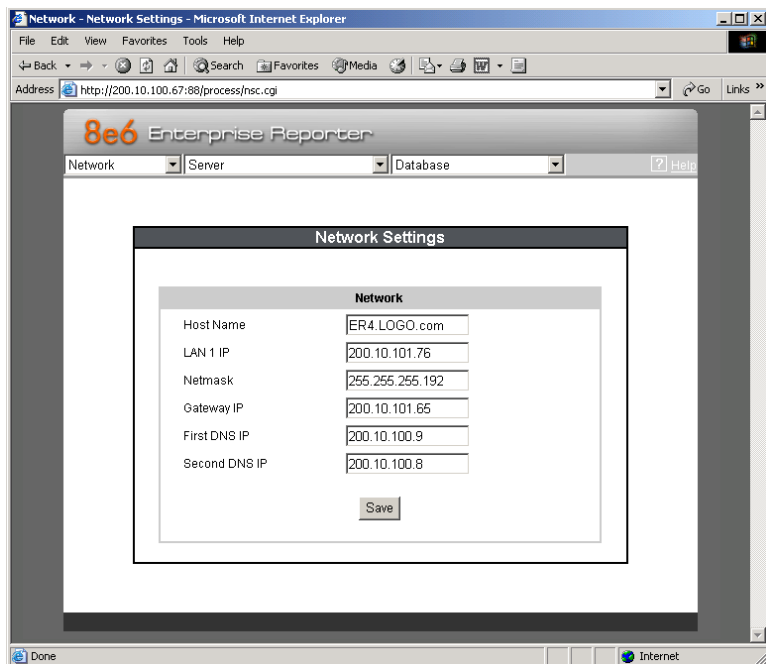 Network - Network Settings - Microsoft Internet Explorer
File Edit View Favorites Tools Help
Back Search Favorites Media
Address http://200.10.100.67:88/process/nsc.cgi Go Links »
8e6 Enterprise Reporter
Network Server Database ? Help
Network Settings
Network
Host Name ER4.LOGO.com
LAN 1 IP 200.10.101.76
Netmask 255.255.255.192
Gateway IP 200.10.101.65
First DNS IP 200.10.100.9
Second DNS IP 200.10.100.8
Save
Done Internet